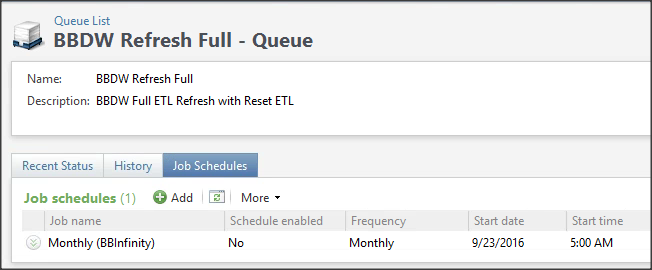 Queue List
BBDW Refresh Full - Queue
Name: BBDW Refresh Full
Description: BBDW Full ETL Refresh with Reset ETL
Recent Status History Job Schedules
Job schedules (1) Add More
Job name Schedule enabled Frequency Start date Start time
Monthly (BBInfinity) No Monthly 9/23/2016 5:00 AM